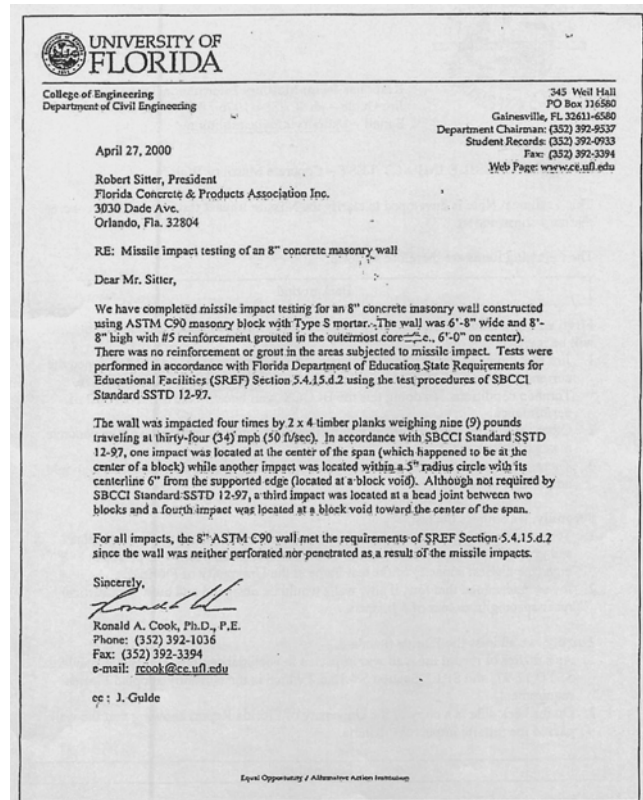 UNIVERSITY OF
FLORIDA
College of Engineering
Department of Civil Engineering
345 Weil Hall
PO Box 116580
Gainesville, FL 32611-6580
Department Chairman: (352) 392-9537
Student Records: (352) 392-0933
Fax: (352) 392-3394
Web Page: www.ce.ufl.edu
April 27, 2000
Robert Sitter, President
Florida Concrete & Products Association Inc.
3030 Dade Ave.
Orlando, Fla. 32804
RE: Missile impact testing of an 8" concrete masonry wall
Dear Mr. Sitter,
We have completed missile impact testing for an 8" concrete masonry wall constructed
using ASTM C90 masonry block with Type S mortar. The wall was 6'-8" wide and 8'-
8" high with #5 reinforcement grouted in the outermost cores (i.e., 6'-0" on center).
There was no reinforcement or grout in the areas subjected to missile impact. Tests were
performed in accordance with Florida Department of Education State Requirements for
Educational Facilities (SREF) Section 5.4.15.d.2 using the test procedures of SBCCI
Standard SSTD 12-97.
The wall was impacted four times by 2 x 4 timber planks weighing nine (9) pounds
traveling at thirty-four (34) mph (50 ft/sec). In accordance with SBCCI Standard SSTD
12-97, one impact was located at the center of the span (which happened to be at the
center of a block) while another impact was located within a 5" radius circle with its
centerline 6" from the supported edge (located at a block void). Although not required by
SBCCI Standard SSTD 12-97, a third impact was located at a head joint between two
blocks and a fourth impact was located at a block void toward the center of the span.
For all impacts, the 8" ASTM C90 wall met the requirements of SREF Section 5.4.15.d.2
since the wall was neither perforated nor penetrated as a result of the missile impacts.
Sincerely,
Ronald A. Cook, Ph.D., P.E.
Phone: (352) 392-1036
Fax: (352) 392-3394
e-mail: rcook@ce.ufl.edu
cc: J. Gulde
Equal Opportunity / Affirmative Action Institution